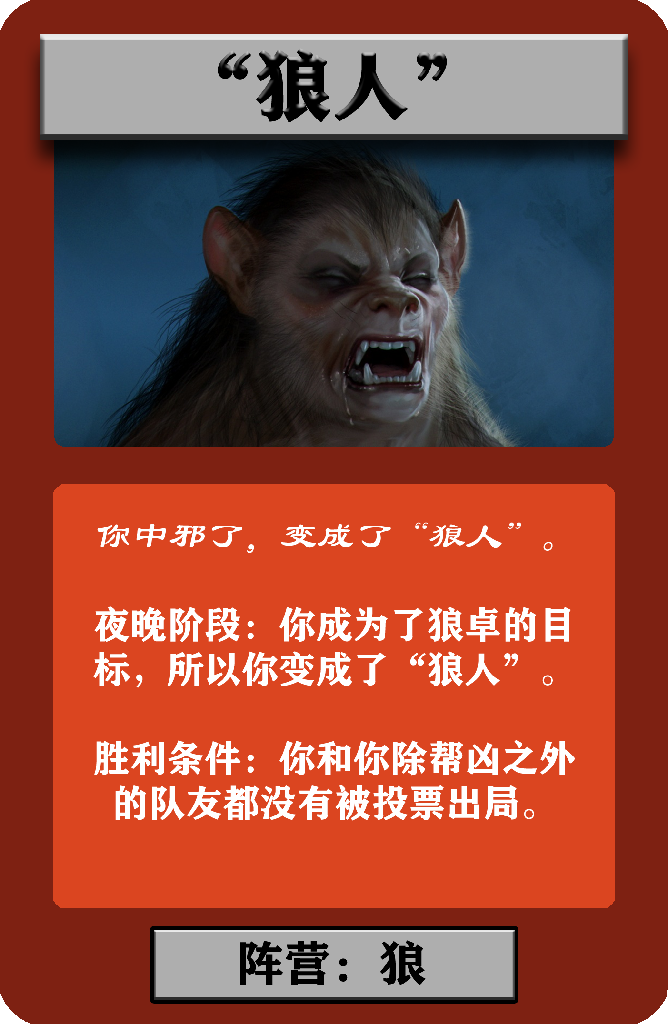 “狼人”
你中邪了，变成了“狼人”。
夜晚阶段：你成为了狼卓的目
标，所以你变成了“狼人”。
胜利条件：你和你除帮凶之外
的队友都没有被投票出局。
阵营：狼